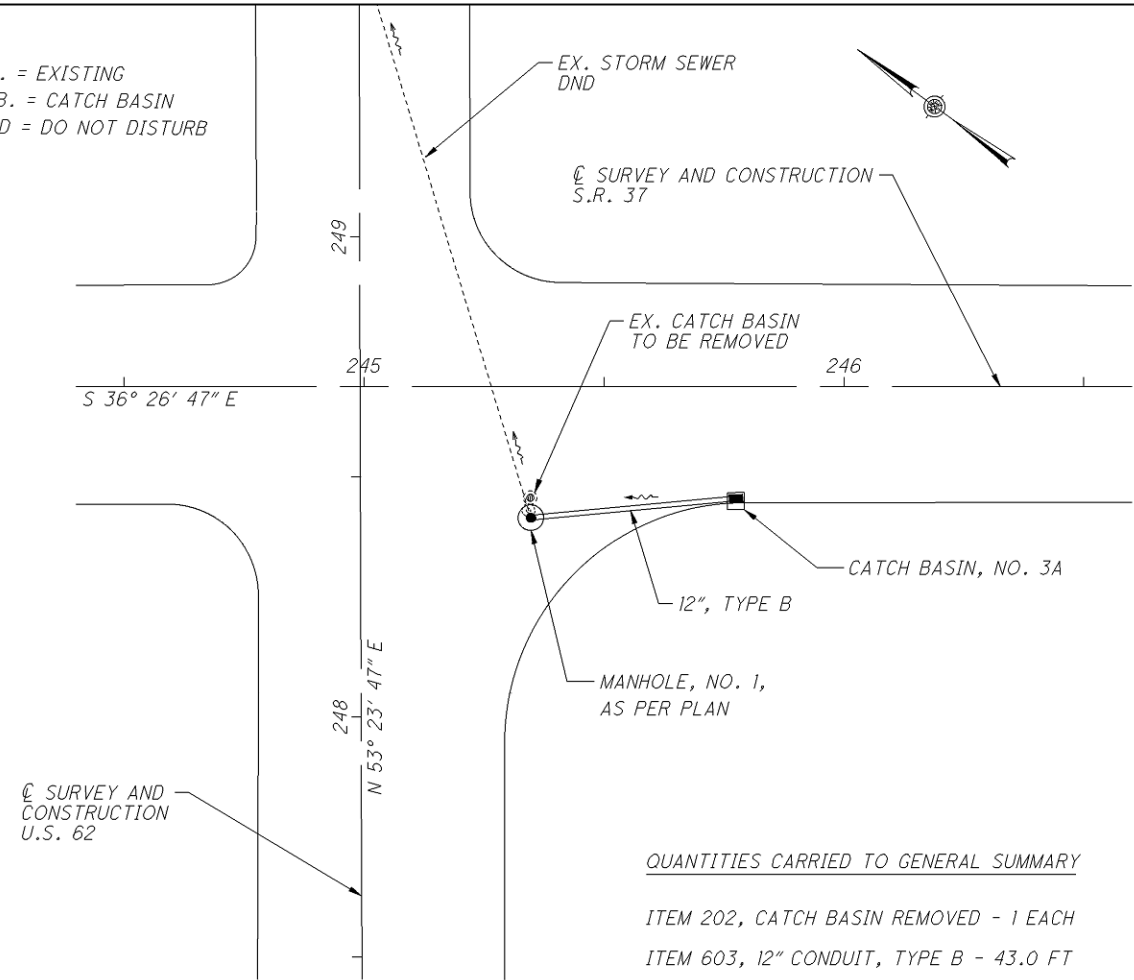 . = EXISTING
B. = CATCH BASIN
D = DO NOT DISTURB
EX. STORM SEWER
DND
℄ SURVEY AND CONSTRUCTION
S.R. 37
249
EX. CATCH BASIN
TO BE REMOVED
245
246
S 36° 26' 47" E
CATCH BASIN, NO. 3A
12", TYPE B
MANHOLE, NO. 1,
AS PER PLAN
248
N 53° 23' 47" E
℄ SURVEY AND
CONSTRUCTION
U.S. 62
QUANTITIES CARRIED TO GENERAL SUMMARY
ITEM 202, CATCH BASIN REMOVED - 1 EACH
ITEM 603, 12" CONDUIT, TYPE B - 43.0 FT